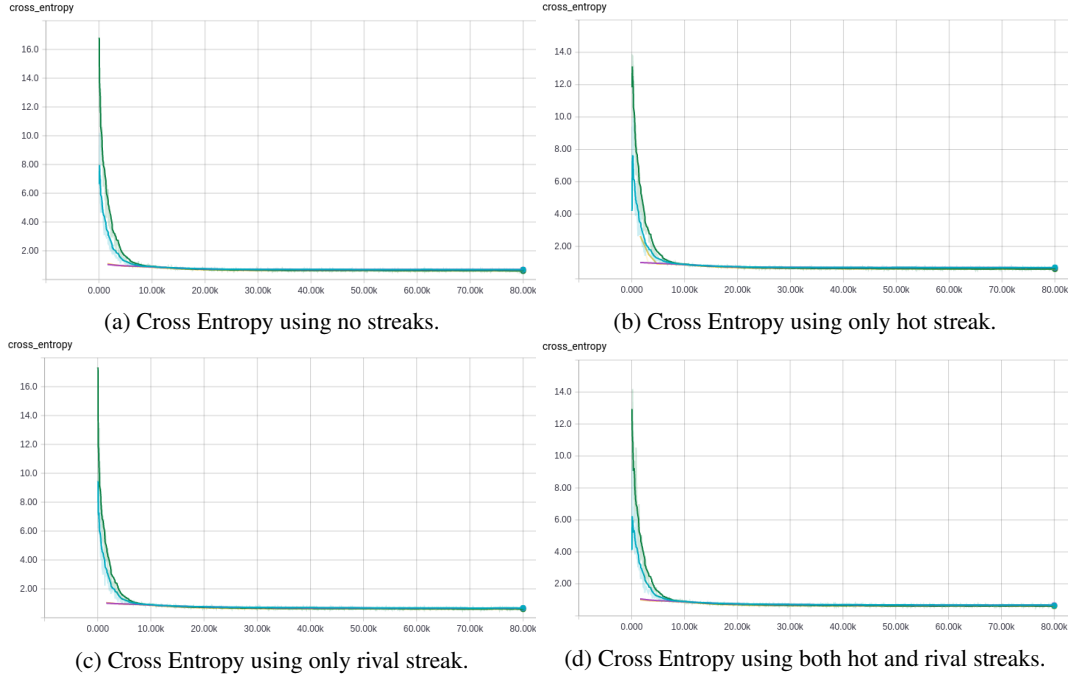 cross_entropy
16.0
14.0
12.0
10.0
8.00
6.00
4.00
2.00
0.000 10.00k 20.00k 30.00k 40.00k 50.00k 60.00k 70.00k 80.00k
(a) Cross Entropy using no streaks.
cross_entropy
14.0
12.0
10.0
8.00
6.00
4.00
2.00
0.000 10.00k 20.00k 30.00k 40.00k 50.00k 60.00k 70.00k 80.00k
(b) Cross Entropy using only hot streak.
cross_entropy
16.0
14.0
12.0
10.0
8.00
6.00
4.00
2.00
0.000 10.00k 20.00k 30.00k 40.00k 50.00k 60.00k 70.00k 80.00k
(c) Cross Entropy using only rival streak.
cross_entropy
14.0
12.0
10.0
8.00
6.00
4.00
2.00
0.000 10.00k 20.00k 30.00k 40.00k 50.00k 60.00k 70.00k 80.00k
(d) Cross Entropy using both hot and rival streaks.